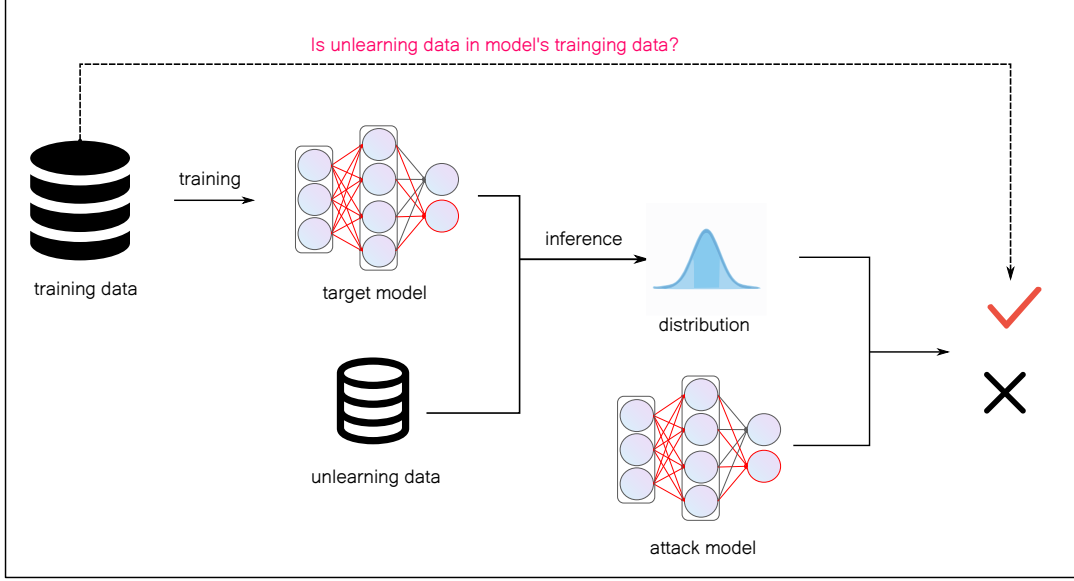 Is unlearning data in model's trainging data?
training
inference
training data
target model
distribution
unlearning data
attack model